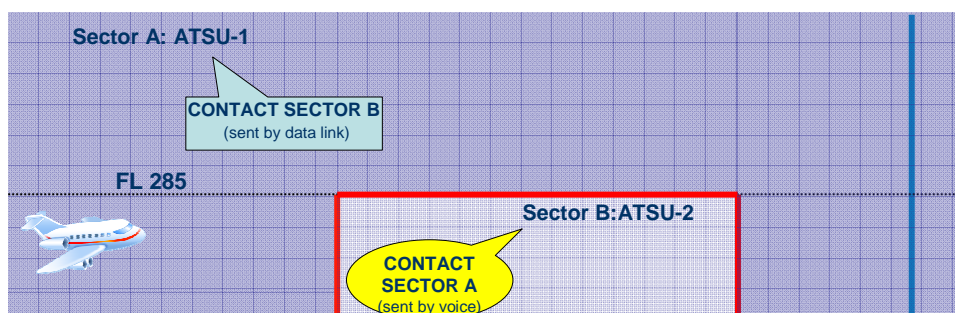 Sector A: ATSU-1
CONTACT SECTOR B
(sent by data link)
FL 285
Sector B:ATSU-2
CONTACT
SECTOR A
(sent by voice)